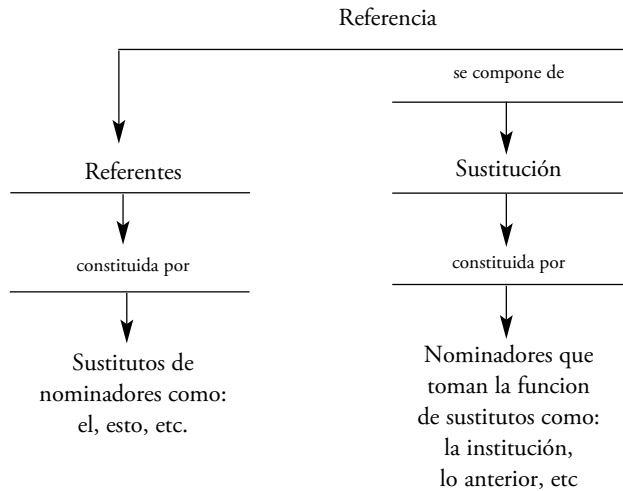 Referencia
se compone de
Referentes
Sustitución
constituida por
constituida por
Sustitutos de
nominadores como:
el, esto, etc.
Nominadores que
toman la funcion
de sustitutos como:
la institución,
lo anterior, etc